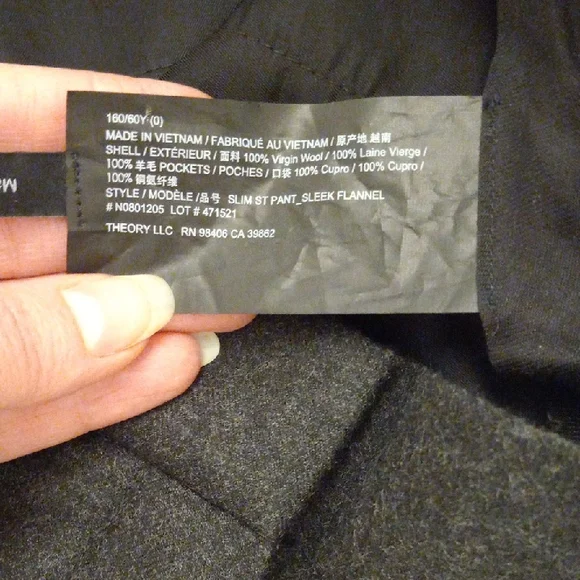 160/60Y (0)
MADE IN VIETNAM / FABRIQUÉ AU VIETNAM / 原产地 越南
SHELL / EXTÉRIEUR / 面料 100% Virgin Wool / 100% Laine Vierge /
100% 羊毛 POCKETS / POCHES / 口袋 100% Cupro / 100% Cupro /
100% 铜氨纤维
STYLE / MODÈLE /品号 SLIM ST PANT_SLEEK FLANNEL
# N0801205 LOT # 471521
THEORY LLC RN 98406 CA 39662